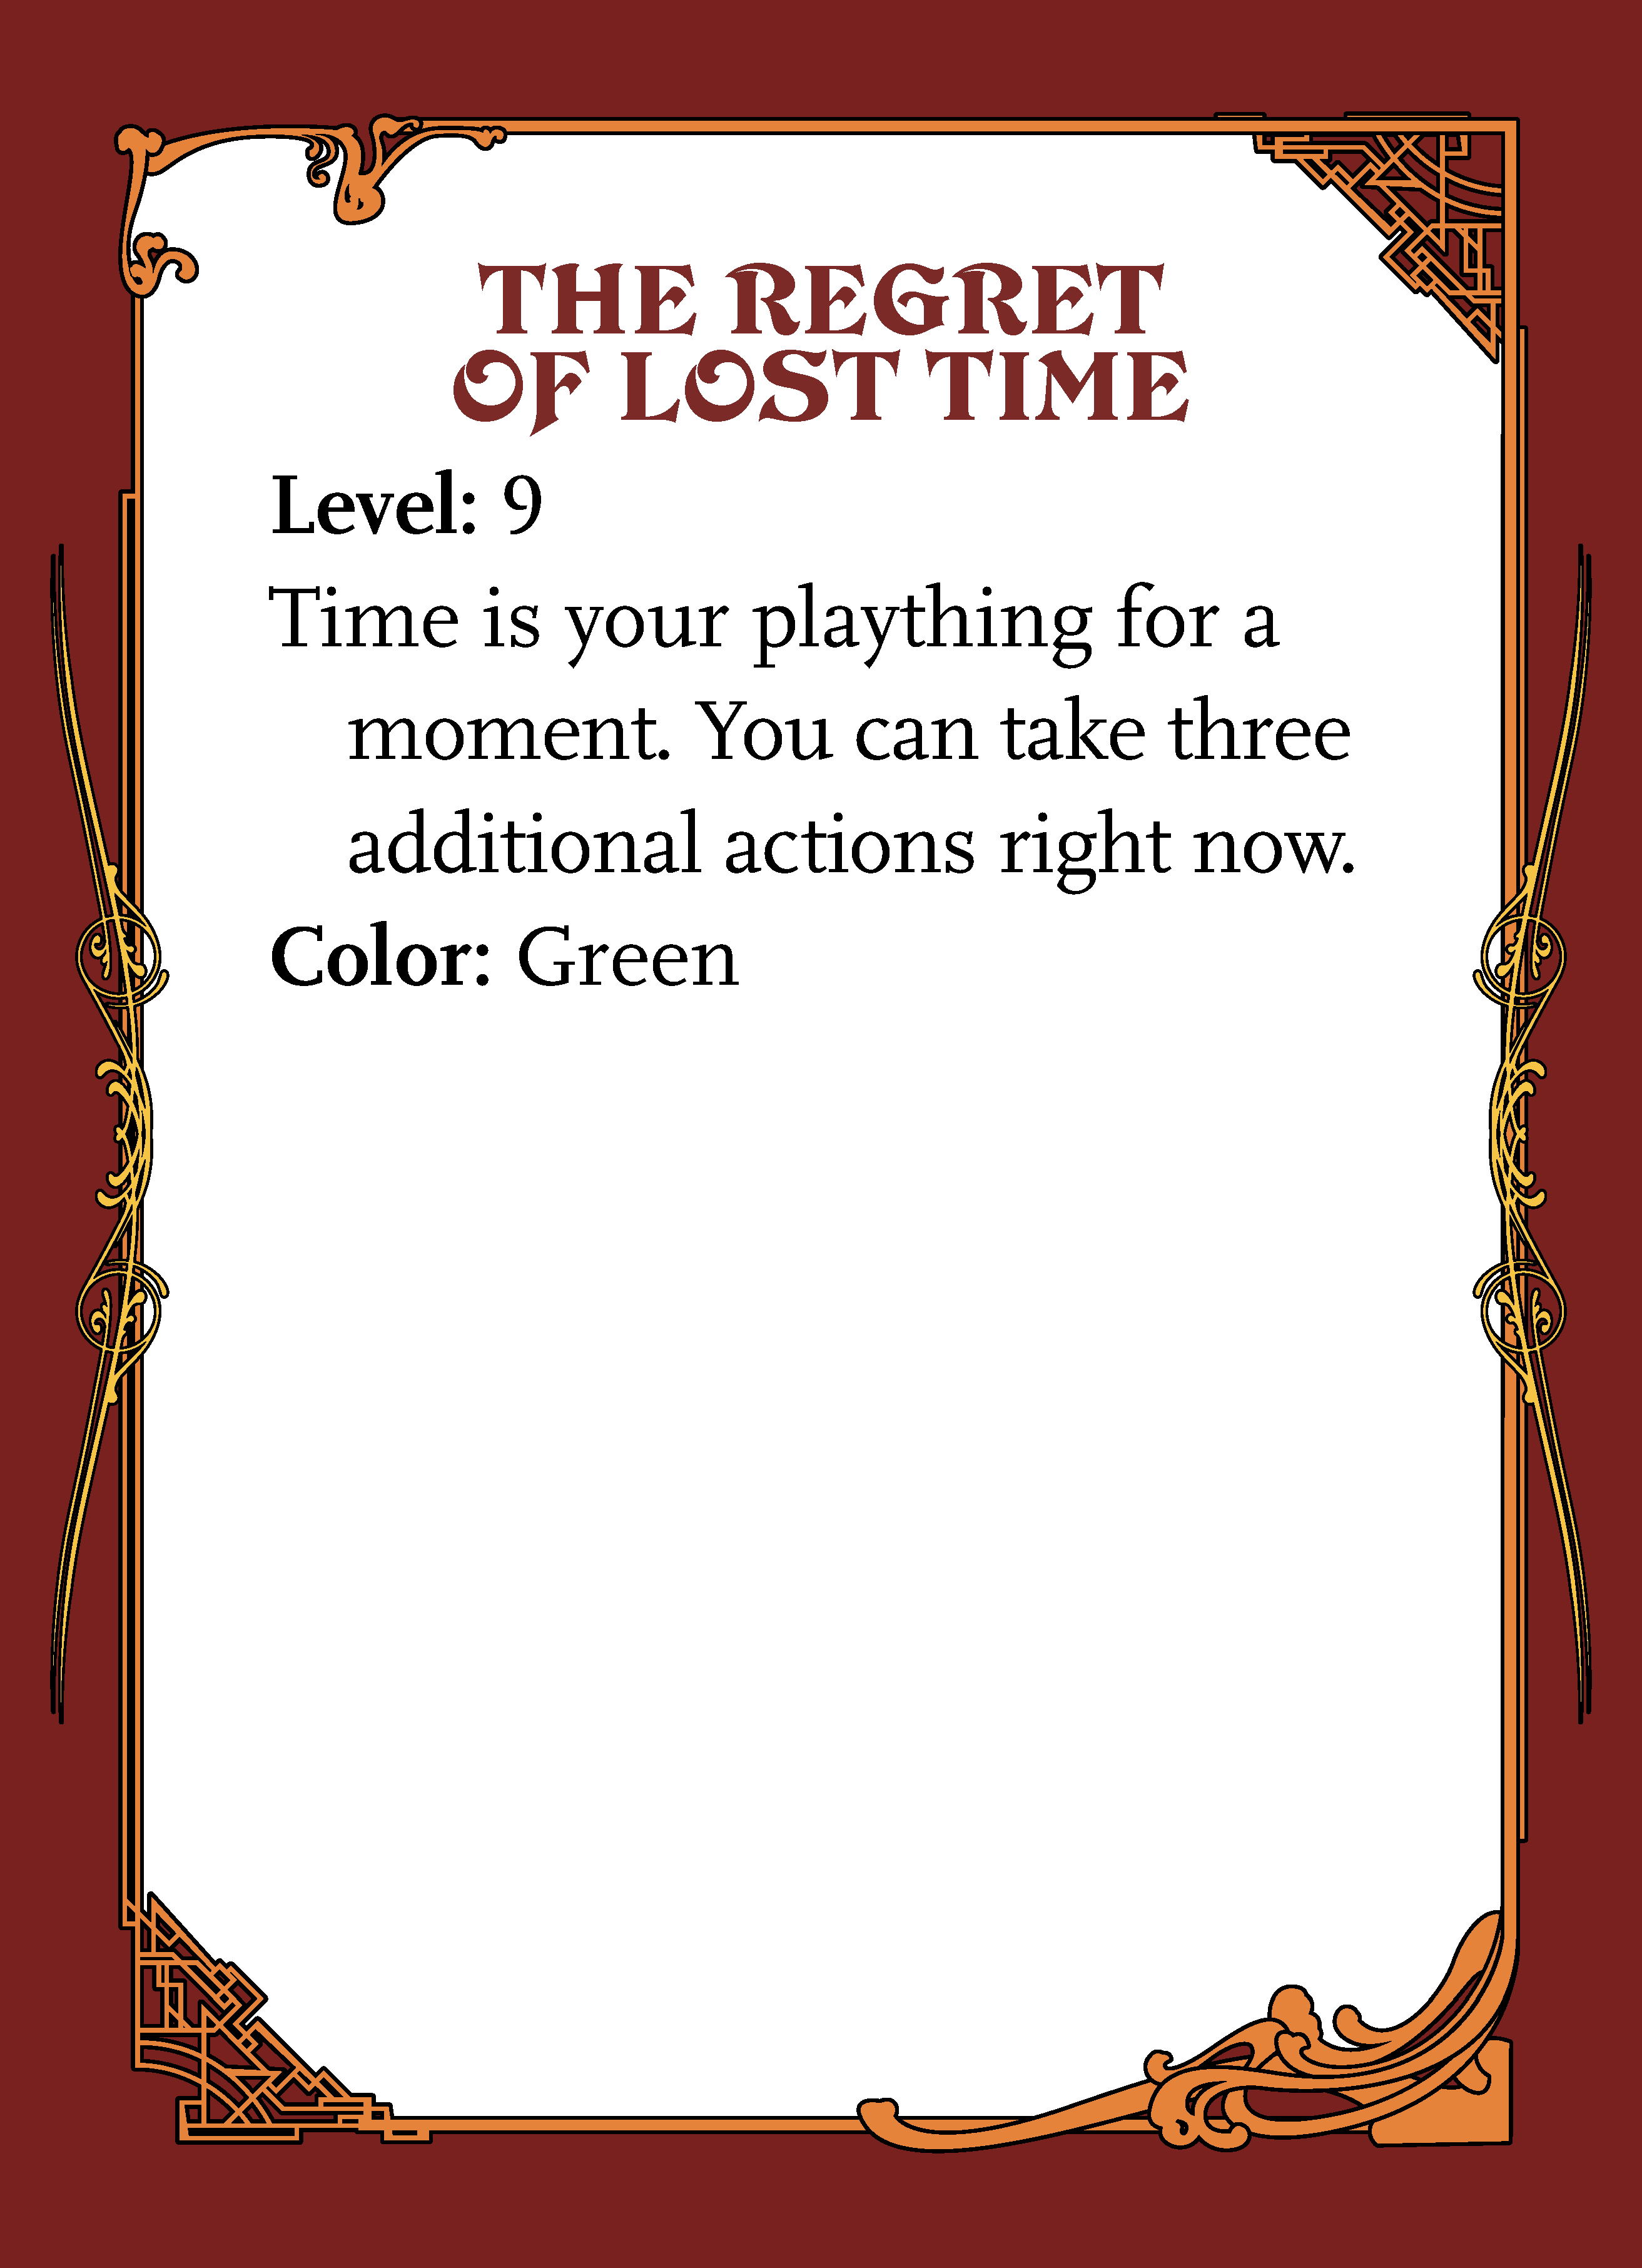 THE REGRET
OF LOST TIME
Level: 9
Time is your plaything for a
moment. You can take three
additional actions right now.
Color: Green